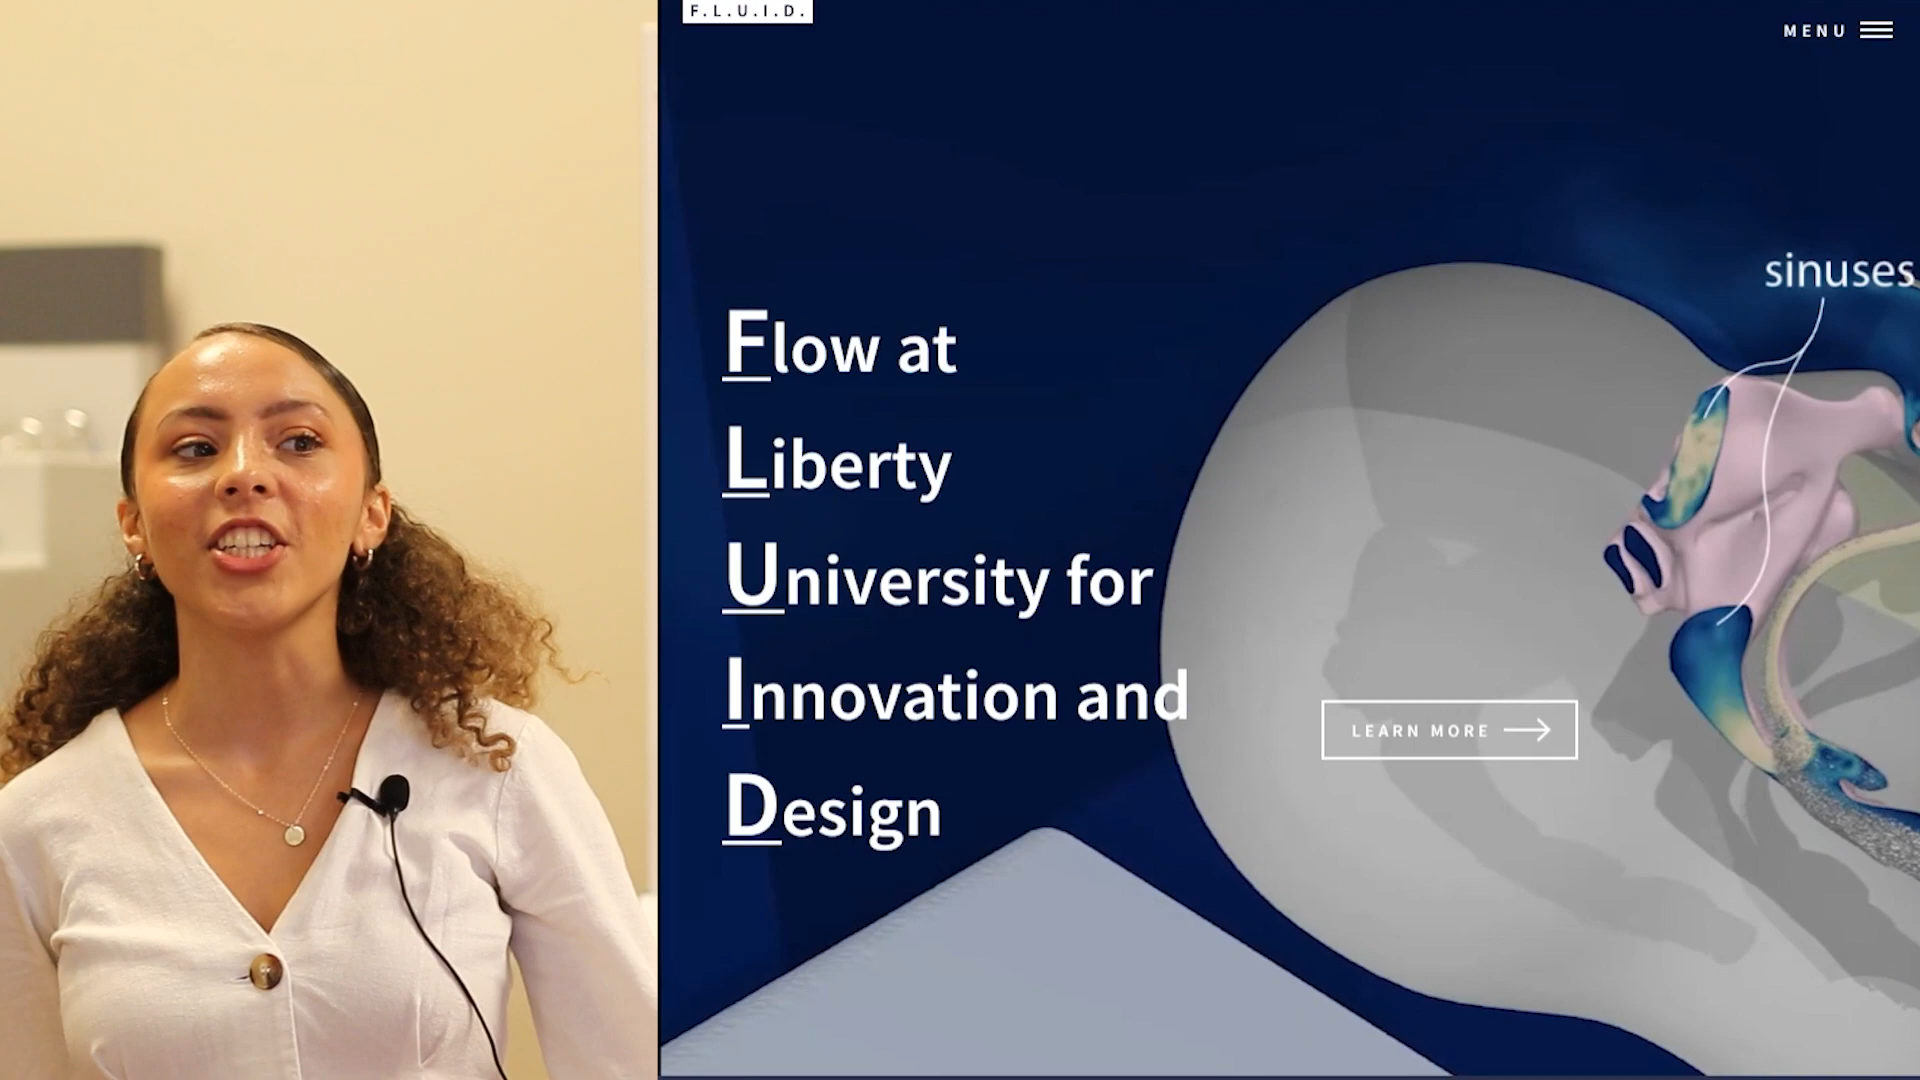 F.L.U.I.D.
MENU
sinuses
Flow at
Liberty
University for
Innovation and
Design
LEARN MORE